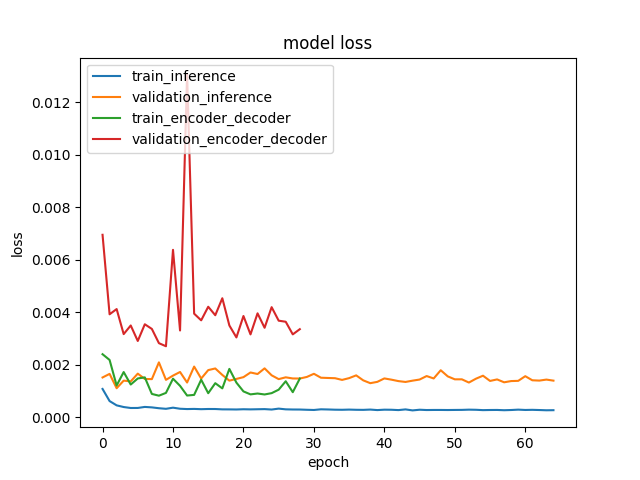 model loss
train_inference
validation_inference
train_encoder_decoder
validation_encoder_decoder
0.012
0.010
0.008
0.006
0.004
0.002
0.000
loss
0 10 20 30 40 50 60
epoch